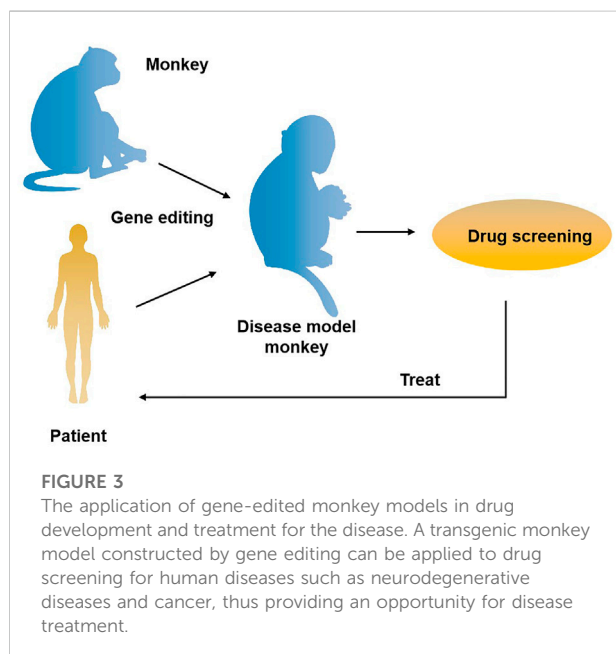 Monkey
Gene editing
Drug screening
Disease model
monkey
Treat
Patient
FIGURE 3
The application of gene-edited monkey models in drug
development and treatment for the disease. A transgenic monkey
model constructed by gene editing can be applied to drug
screening for human diseases such as neurodegenerative
diseases and cancer, thus providing an opportunity for disease
treatment.